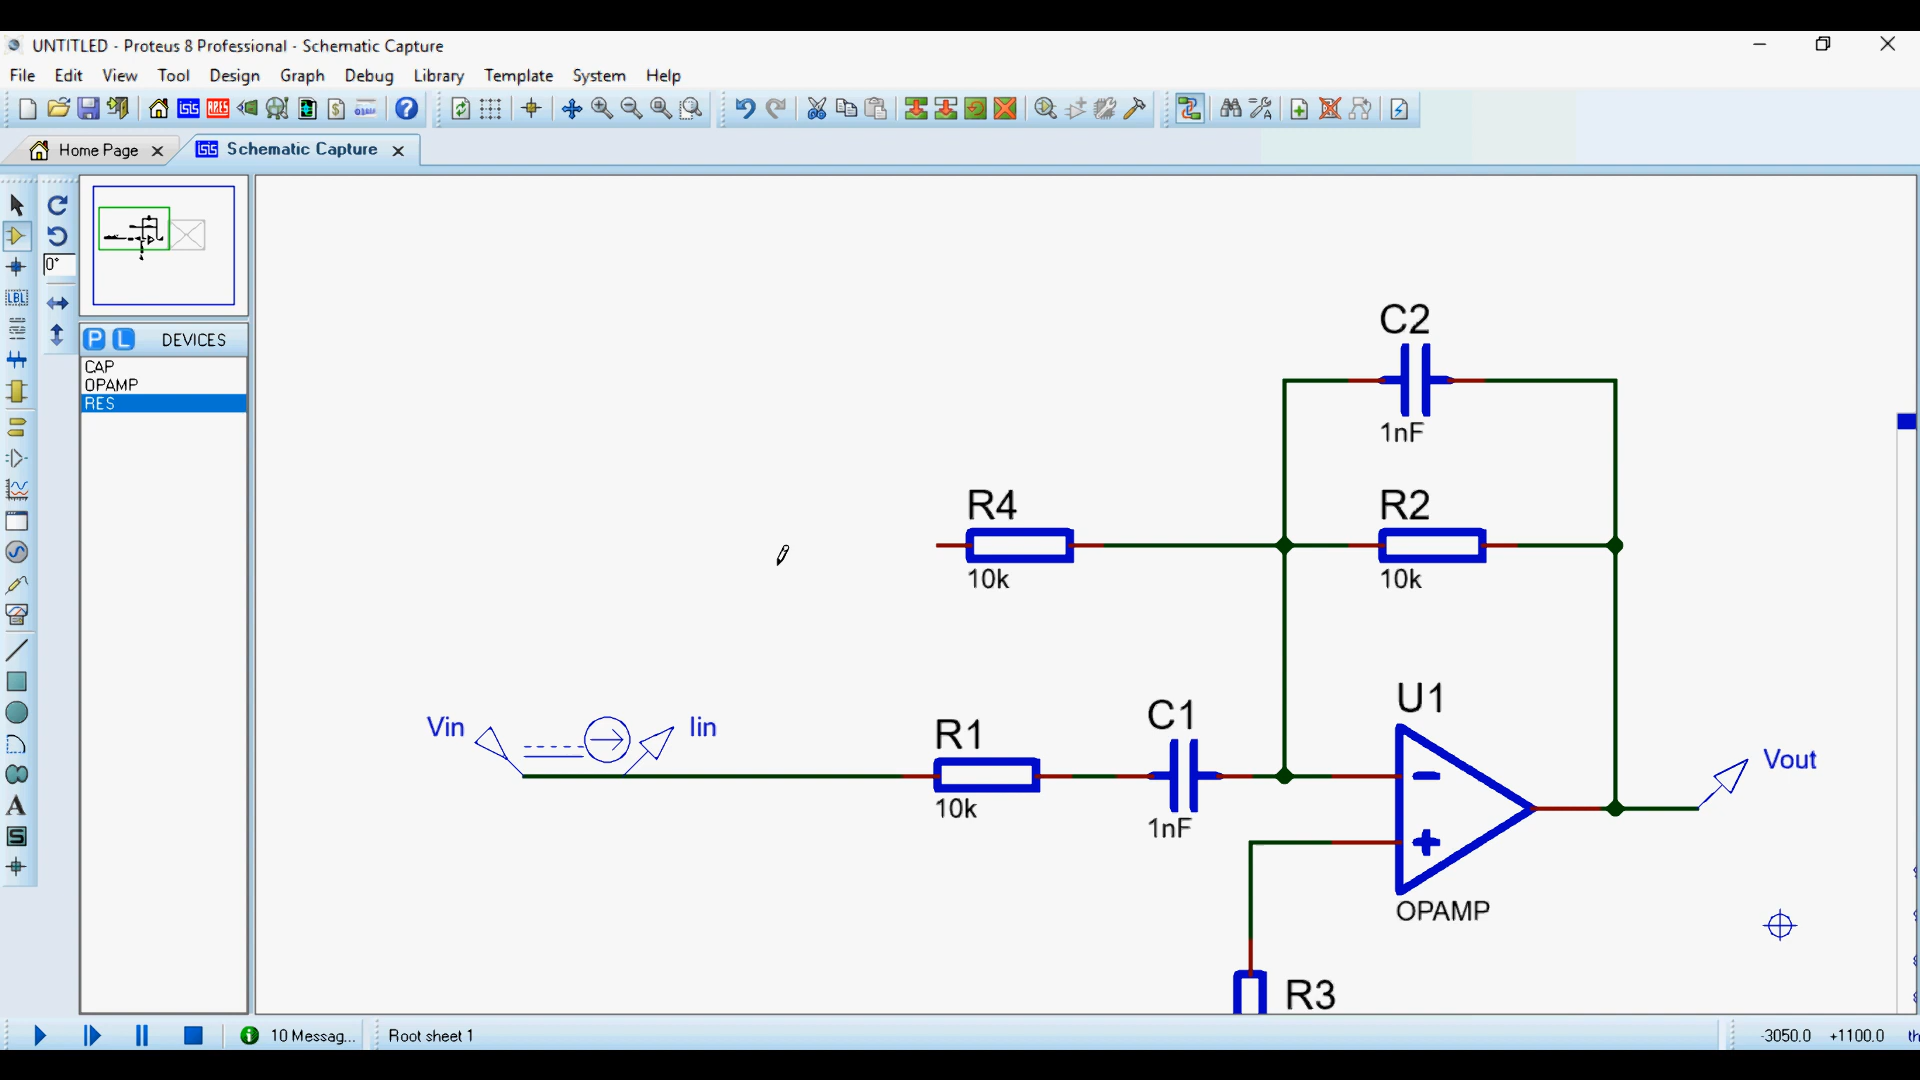 UNTITLED - Proteus 8 Professional - Schematic Capture
File Edit View Tool Design Graph Debug Library Template System Help
Home Page
Schematic Capture
0°
P L DEVICES
CAP
OPAMP
RES
LBL
A
S
C2
1nF
R4
10k
R2
10k
Vin
Iin
R1
10k
C1
1nF
U1
OPAMP
Vout
R3
10 Messag...
Root sheet 1
-3050.0 +1100.0 th